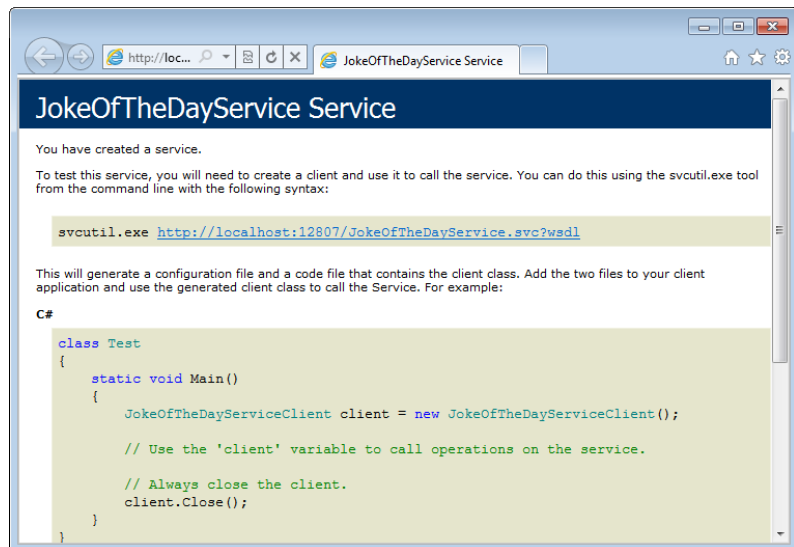 http://loc...
JokeOfTheDayService Service
JokeOfTheDayService Service
You have created a service.
To test this service, you will need to create a client and use it to call the service. You can do this using the svcutil.exe tool
from the command line with the following syntax:
svcutil.exe http://localhost:12807/JokeOfTheDayService.svc?wsdl
This will generate a configuration file and a code file that contains the client class. Add the two files to your client
application and use the generated client class to call the Service. For example:
C#
class Test
{
static void Main()
{
JokeOfTheDayServiceClient client = new JokeOfTheDayServiceClient();
// Use the 'client' variable to call operations on the service.
// Always close the client.
client.Close();
}
}